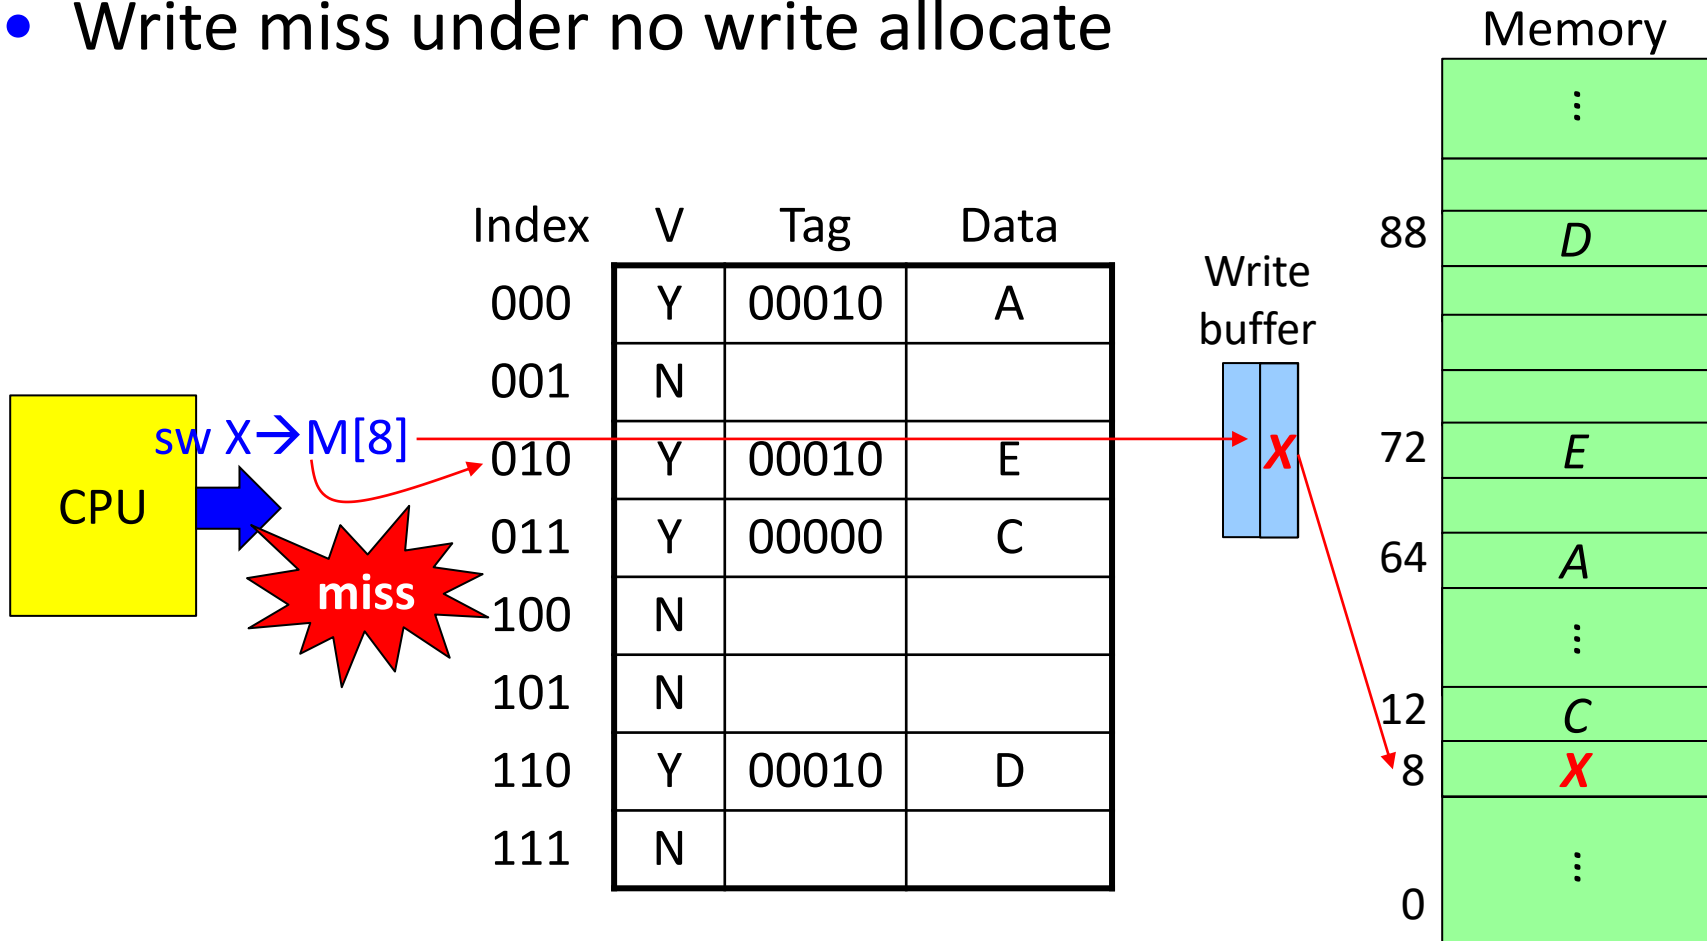 • Write miss under no write allocate
Memory
⋮
Index V Tag Data
88 D
Write
buffer
000 Y 00010 A
001 N
sw X→M[8]
010 Y 00010 E
X
72 E
CPU
011 Y 00000 C
64 A
miss
100 N
⋮
101 N
12 C
110 Y 00010 D
8 X
111 N
⋮
0